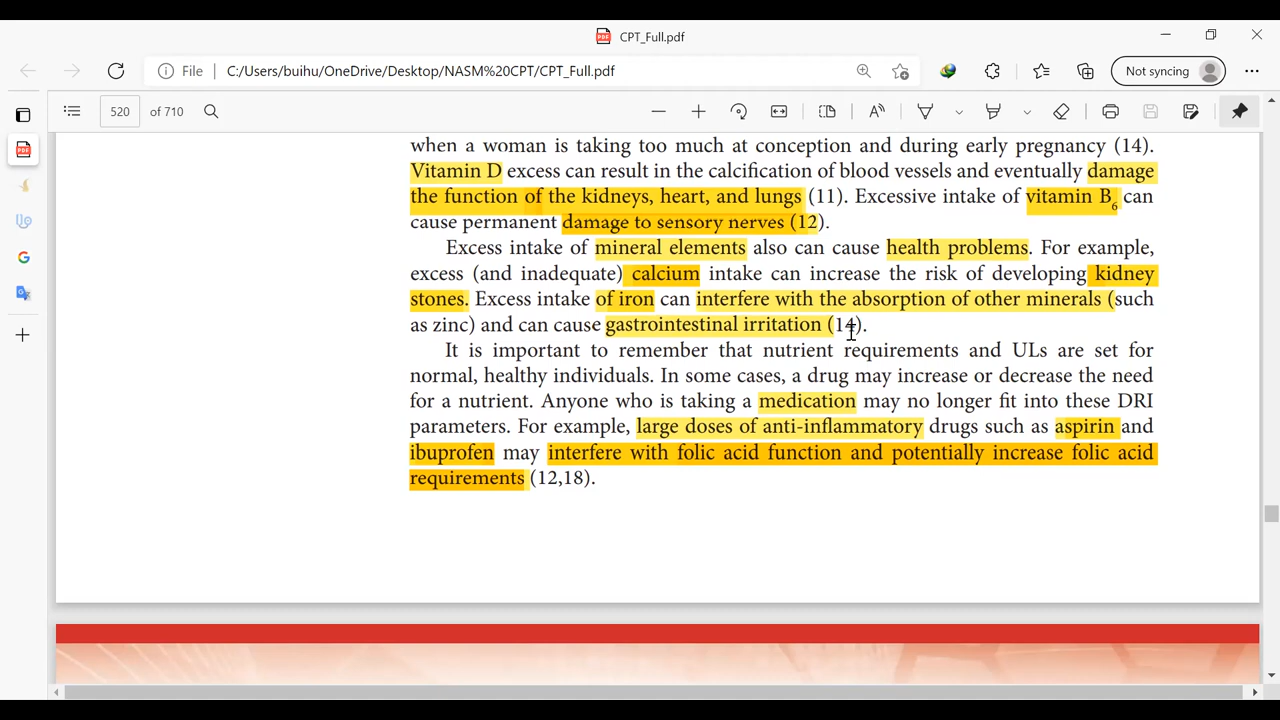 CPT_Full.pdf
File C:/Users/buihu/OneDrive/Desktop/NASM%20CPT/CPT_Full.pdf Not syncing
520 of 710
when a woman is taking too much at conception and during early pregnancy (14).
Vitamin D excess can result in the calcification of blood vessels and eventually damage
the function of the kidneys, heart, and lungs (11). Excessive intake of vitamin B6 can
cause permanent damage to sensory nerves (12).
Excess intake of mineral elements also can cause health problems. For example,
excess (and inadequate) calcium intake can increase the risk of developing kidney
stones. Excess intake of iron can interfere with the absorption of other minerals (such
as zinc) and can cause gastrointestinal irritation (14).
It is important to remember that nutrient requirements and ULs are set for
normal, healthy individuals. In some cases, a drug may increase or decrease the need
for a nutrient. Anyone who is taking a medication may no longer fit into these DRI
parameters. For example, large doses of anti-inflammatory drugs such as aspirin and
ibuprofen may interfere with folic acid function and potentially increase folic acid
requirements (12,18).